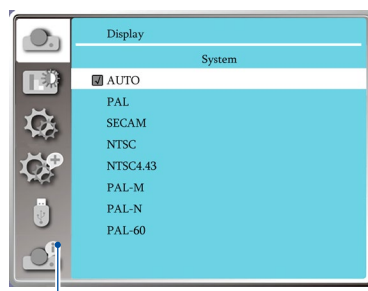 Display
System
AUTO
PAL
SECAM
NTSC
NTSC4.43
PAL-M
PAL-N
PAL-60